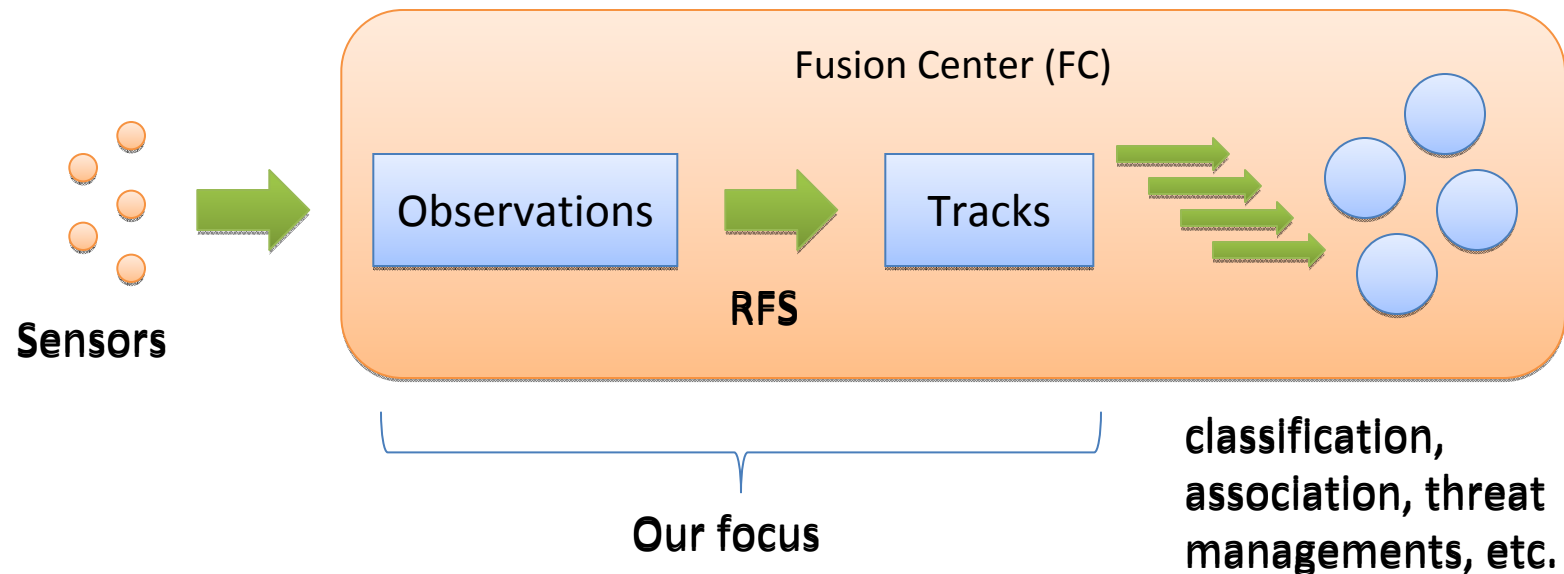 Fusion Center (FC)
Observations
Tracks
RFS
Sensors
Our focus
classification,
association, threat
managements, etc.